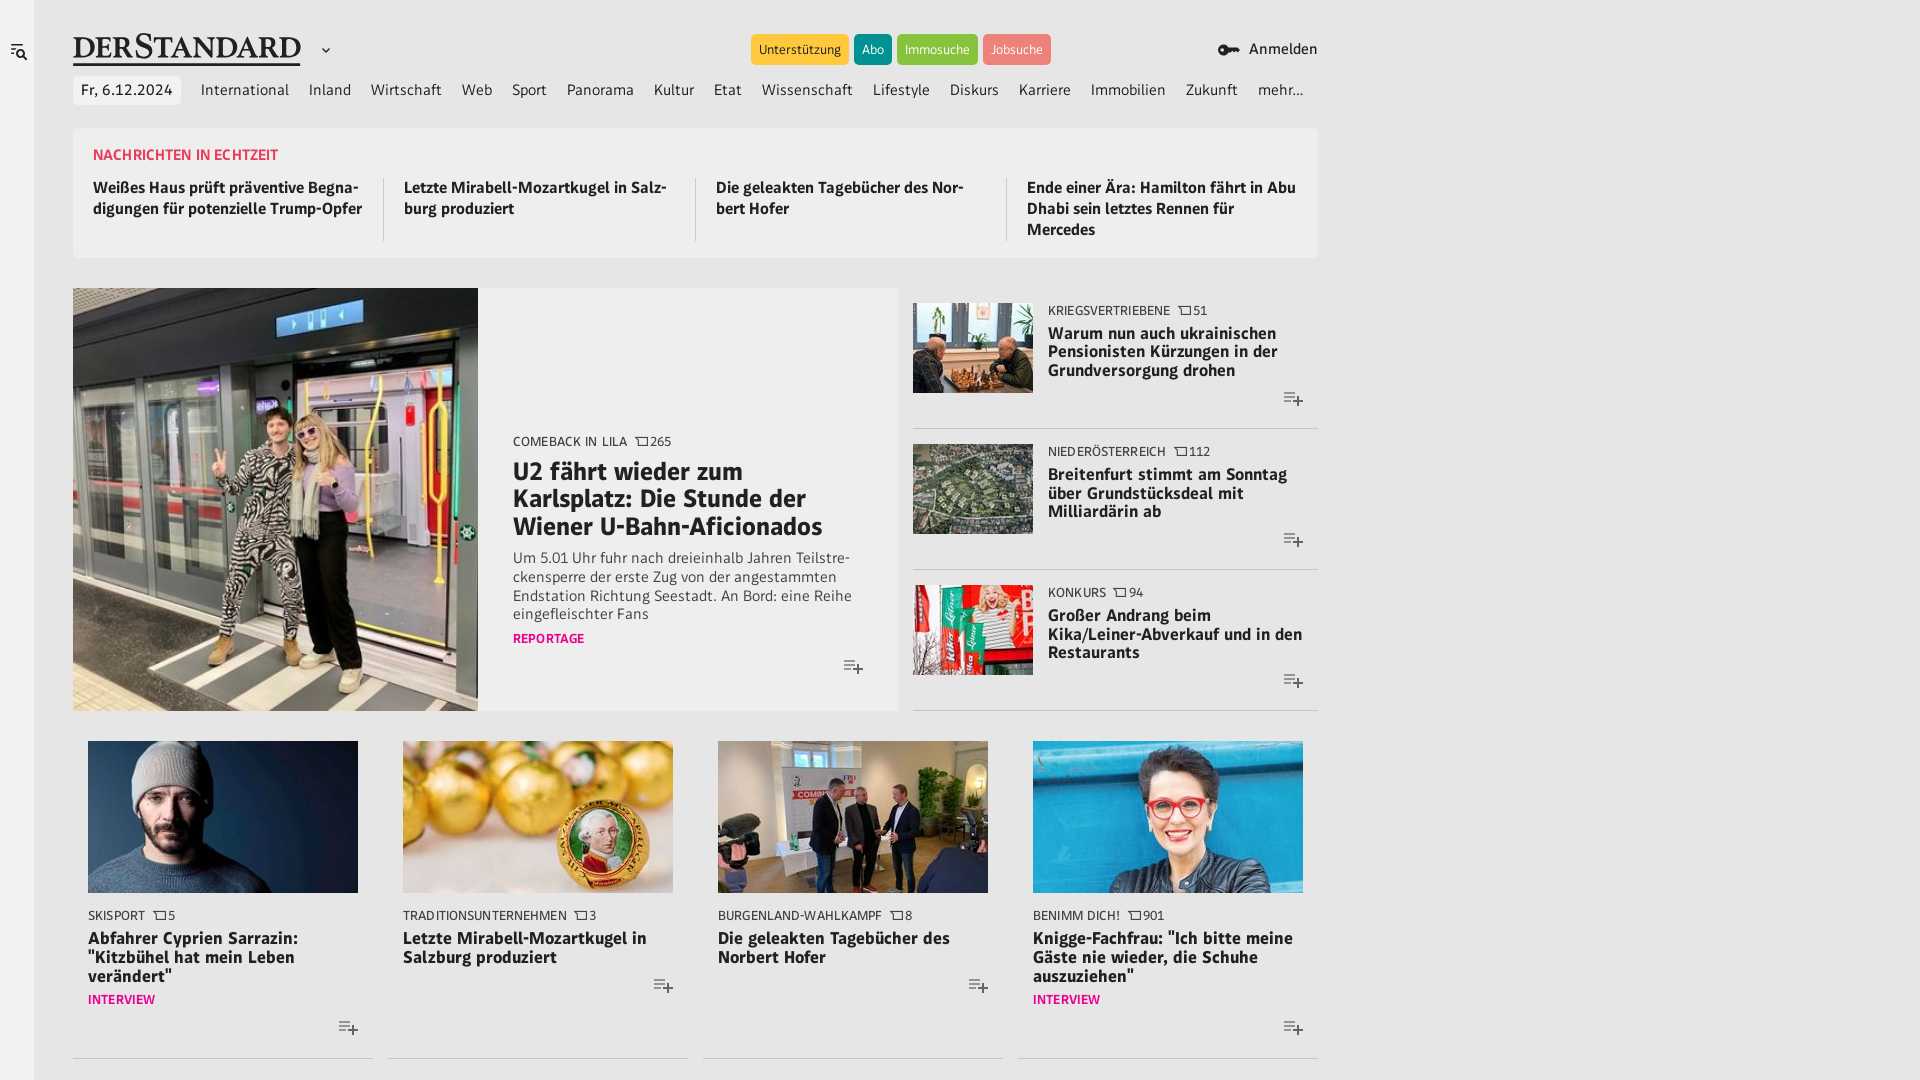 DERSTANDARD
Unterstützung
Abo
Immosuche
Jobsuche
Anmelden
Fr, 6.12.2024
International
Inland
Wirtschaft
Web
Sport
Panorama
Kultur
Etat
Wissenschaft
Lifestyle
Diskurs
Karriere
Immobilien
Zukunft
mehr…
NACHRICHTEN IN ECHTZEIT
Weißes Haus prüft präventive Begna-
digungen für potenzielle Trump-Opfer
Letzte Mirabell-Mozartkugel in Salz-
burg produziert
Die geleakten Tagebücher des Nor-
bert Hofer
Ende einer Ära: Hamilton fährt in Abu
Dhabi sein letztes Rennen für
Mercedes
COMEBACK IN LILA 265
U2 fährt wieder zum
Karlsplatz: Die Stunde der
Wiener U-Bahn-Aficionados
Um 5.01 Uhr fuhr nach dreieinhalb Jahren Teilstre-
ckensperre der erste Zug von der angestammten
Endstation Richtung Seestadt. An Bord: eine Reihe
eingefleischter Fans
REPORTAGE
KRIEGSVERTRIEBENE 51
Warum nun auch ukrainischen
Pensionisten Kürzungen in der
Grundversorgung drohen
NIEDERÖSTERREICH 112
Breitenfurt stimmt am Sonntag
über Grundstücksdeal mit
Milliardärin ab
KONKURS 94
Großer Andrang beim
Kika/Leiner-Abverkauf und in den
Restaurants
SKISPORT 5
Abfahrer Cyprien Sarrazin:
"Kitzbühel hat mein Leben
verändert"
INTERVIEW
TRADITIONSUNTERNEHMEN 3
Letzte Mirabell-Mozartkugel in
Salzburg produziert
BURGENLAND-WAHLKAMPF 8
Die geleakten Tagebücher des
Norbert Hofer
BENIMM DICH! 901
Knigge-Fachfrau: "Ich bitte meine
Gäste nie wieder, die Schuhe
auszuziehen"
INTERVIEW